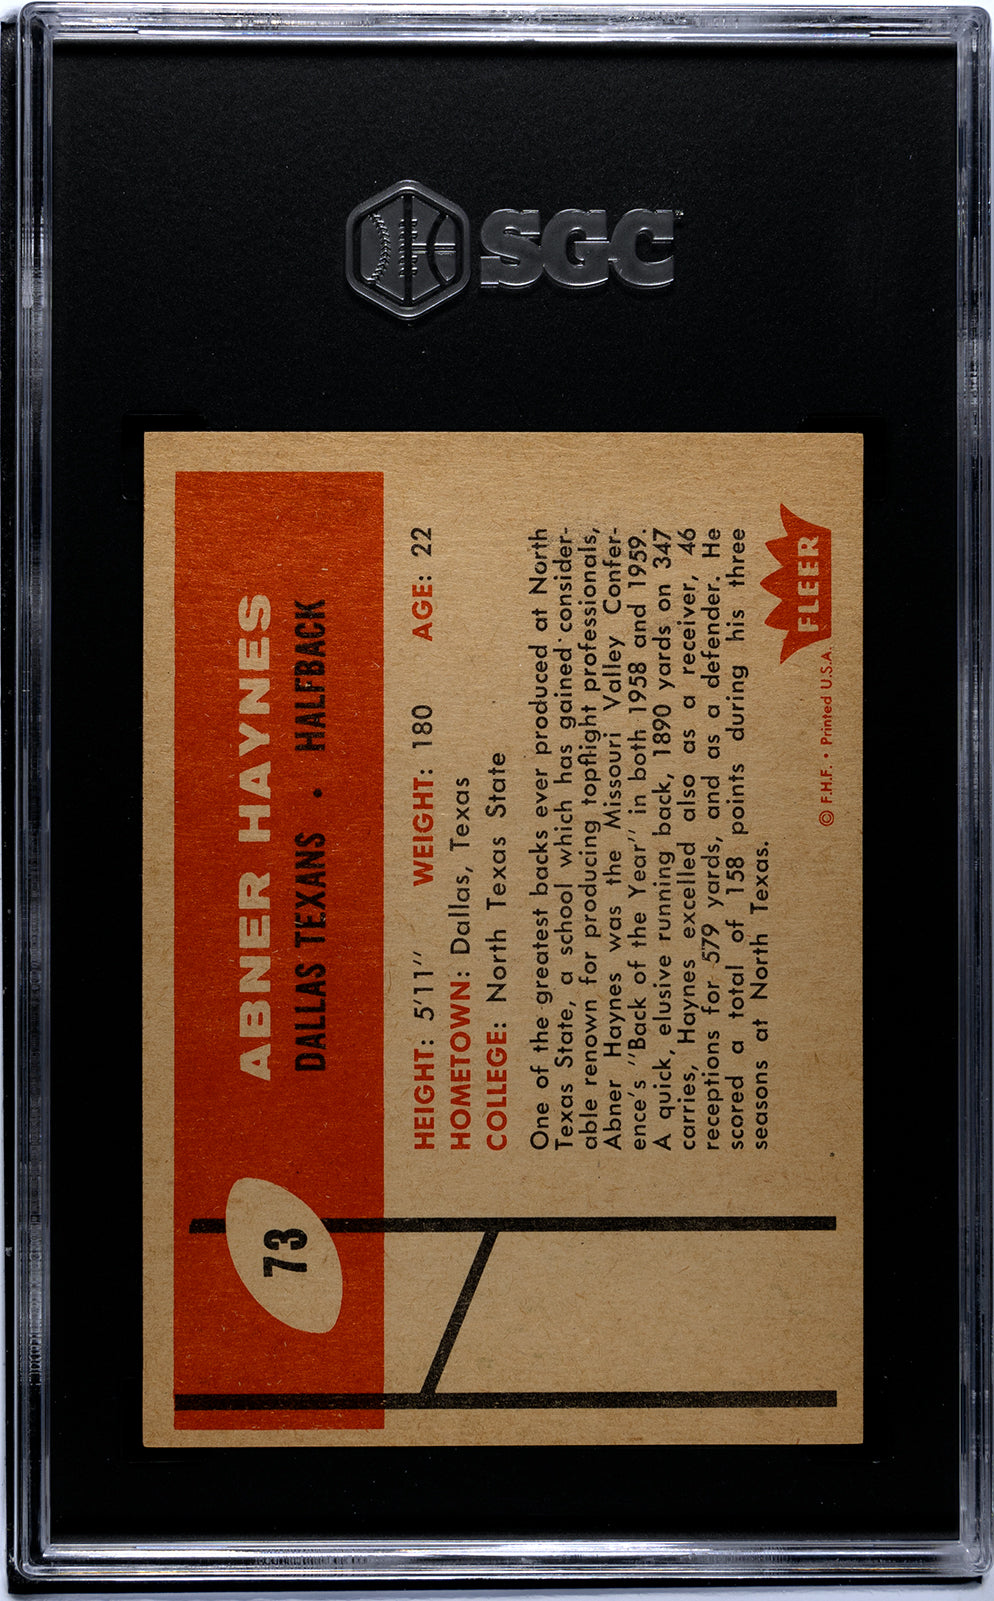 SGC
ABNER HAYNES
DALLAS TEXANS • HALFBACK
73
HEIGHT: 5'11" WEIGHT: 180 AGE: 22
HOMETOWN: Dallas, Texas
COLLEGE: North Texas State
One of the greatest backs ever produced at North
Texas State, a school which has gained consider-
able renown for producing topflight professionals,
Abner Haynes was the Missouri Valley Confer-
ence's "Back of the Year" in both 1958 and 1959.
A quick, elusive running back, 1890 yards on 347
carries, Haynes excelled also as a receiver, 46
receptions for 579 yards, and as a defender. He
scored a total of 158 points during his three
seasons at North Texas.
FLEER
© F.H.F. • Printed U.S.A.